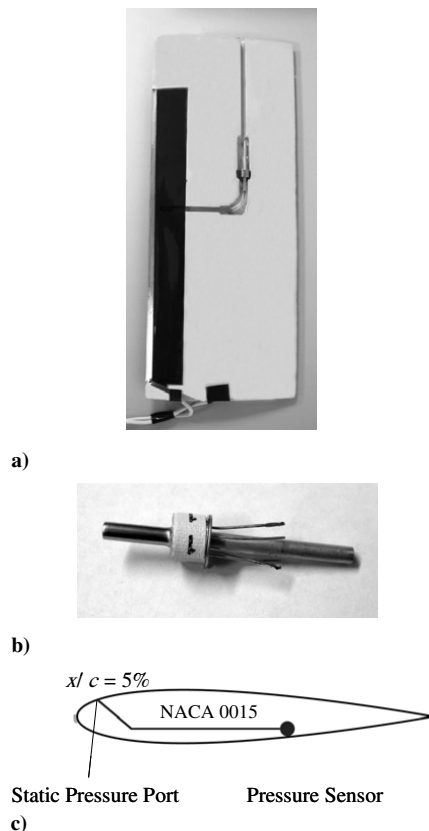 a)
b)
x/ c = 5%
NACA 0015
Static Pressure Port Pressure Sensor
c)